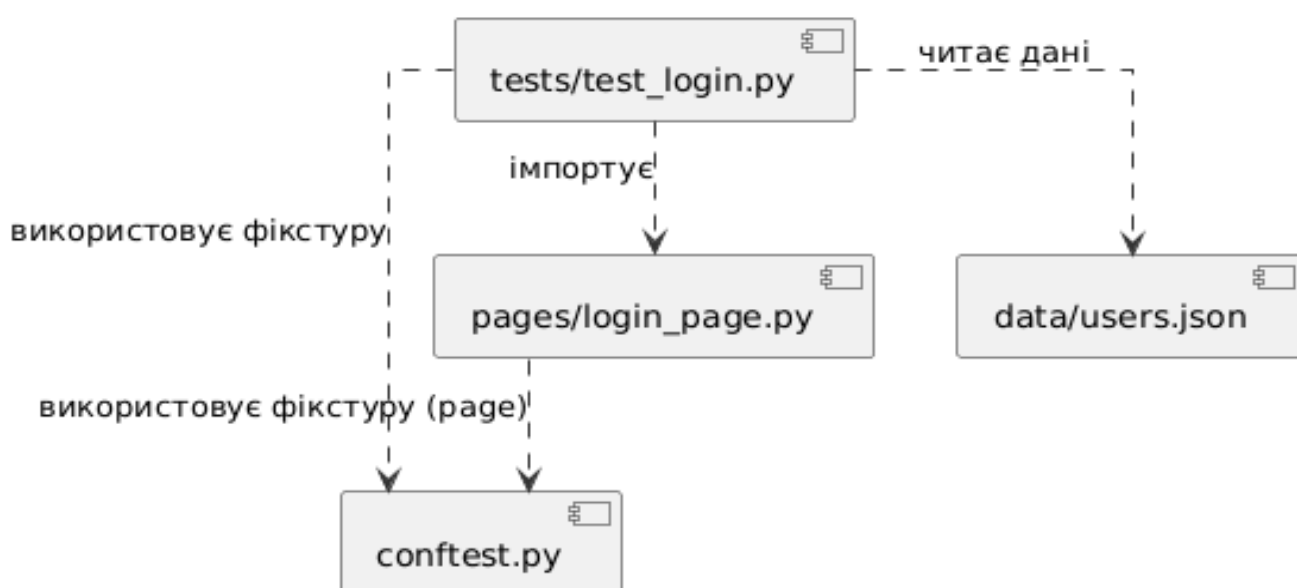 tests/test_login.py
читає дані
імпортує
використовує фікстуру
pages/login_page.py
data/users.json
використовує фікстуру (page)
conftest.py